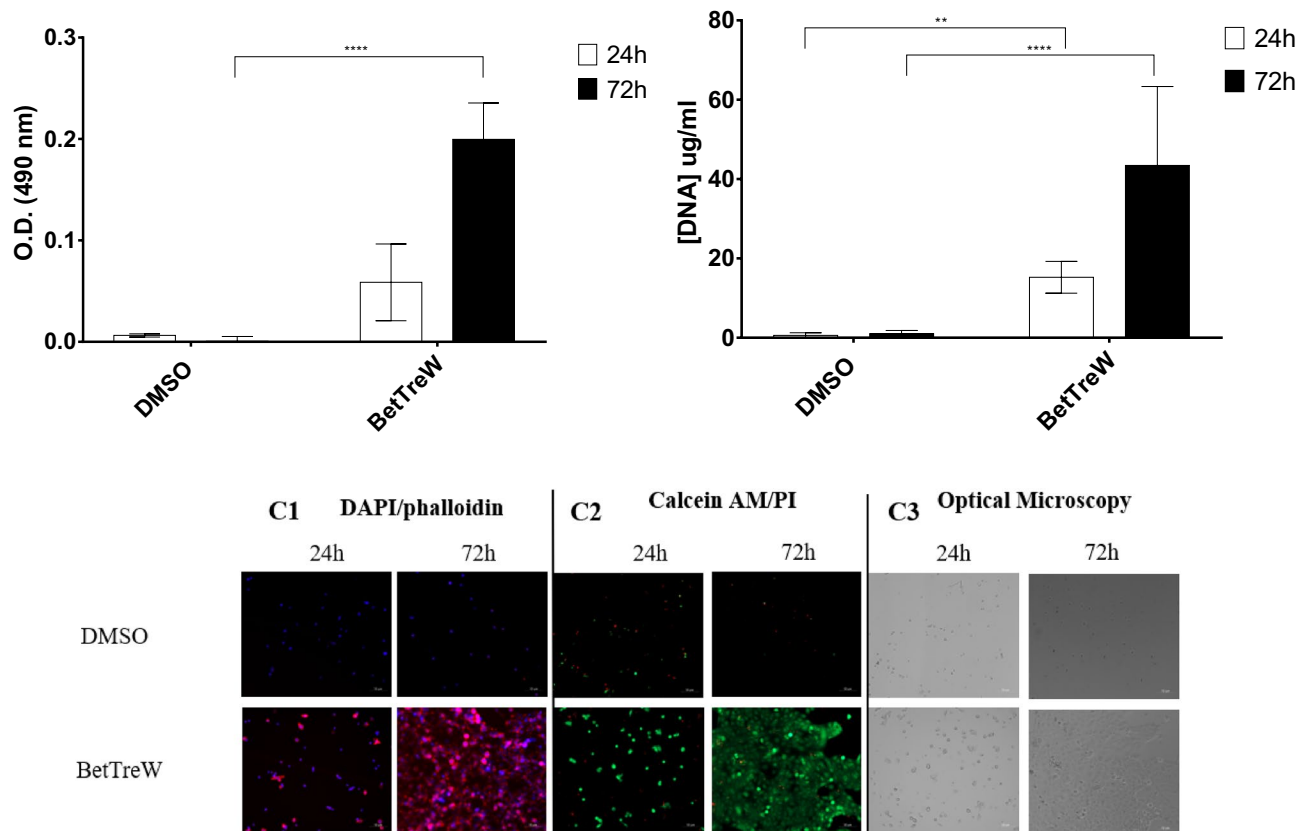 0.3
0.2
0.1
0.0
O.D. (490 nm)
****
24h
72h
DMSO
BetTreW
80
60
40
20
0
[DNA] ug/ml
**
****
24h
72h
DMSO
BetTreW
C1 DAPI/phalloidin
C2 Calcein AM/PI
C3 Optical Microscopy
24h 72h 24h 72h 24h 72h
DMSO
BetTreW